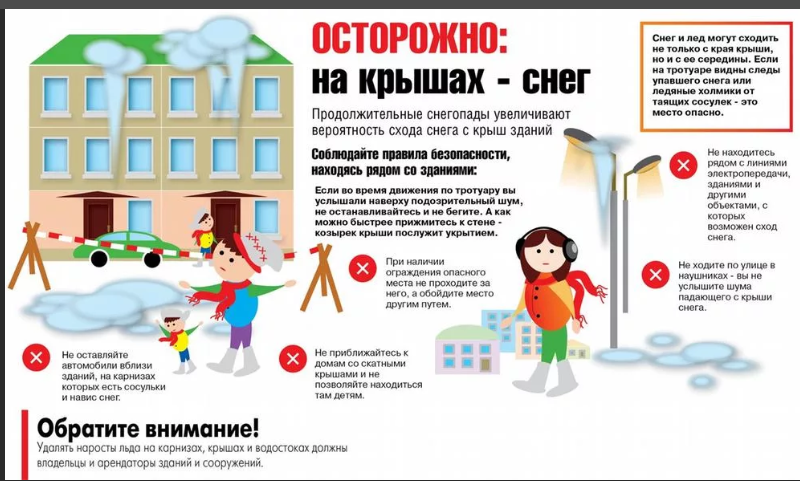 ОСТОРОЖНО:
на крышах - снег
Продолжительные снегопады увеличивают
вероятность схода снега с крыш зданий
Соблюдайте правила безопасности,
находясь рядом со зданиями:
Если во время движения по тротуару вы
услышали наверху подозрительный шум,
не останавливайтесь и не бегите. А как
можно быстрее прижмитесь к стене -
козырек крыши послужит укрытием.
Снег и лед могут сходить
не только с края крыши,
но и с ее середины. Если
на тротуаре видны следы
упавшего снега или
ледяные холмики от
таящих сосулек - это
место опасно.
Не находитесь
рядом с линиями
электропередачи,
зданиями и
другими
объектами, с
которых
возможен сход
снега.
При наличии
ограждения опасного
места не проходите за
него, а обойдите место
другим путем.
Не ходите по улице в
наушниках - вы не
услышите шума
падающего с крыши
снега.
Не оставляйте
автомобили вблизи
зданий, на карнизах
которых есть сосульки
и навис снег.
Не приближайтесь к
домам со скатными
крышами и не
позволяйте находиться
там детям.
Обратите внимание!
Удалять наросты льда на карнизах, крышах и водостоках должны
владельцы и арендаторы зданий и сооружений.